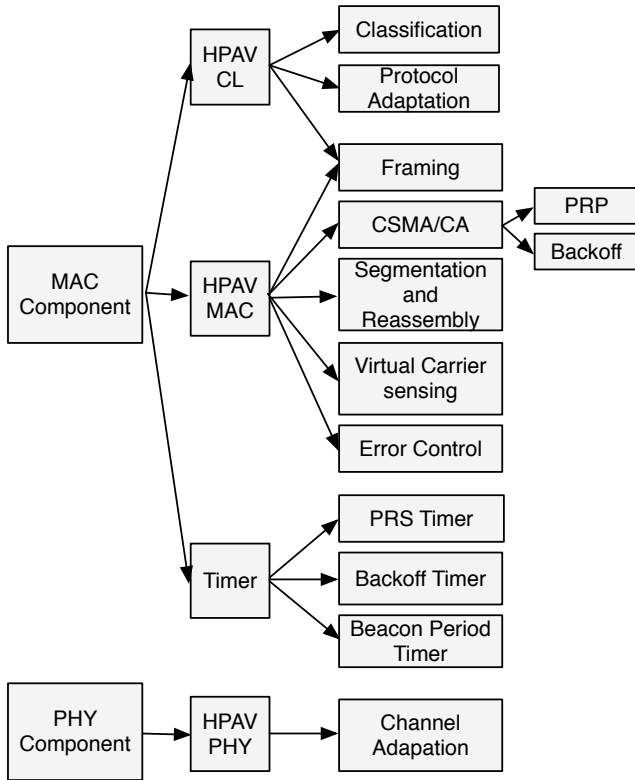 MAC
Component
HPAV
CL
Classification
Protocol
Adaptation
Framing
HPAV
MAC
CSMA/CA
PRP
Backoff
Segmentation
and
Reassembly
Virtual Carrier
sensing
Error Control
Timer
PRS Timer
Backoff Timer
Beacon Period
Timer
PHY
Component
HPAV
PHY
Channel
Adapation